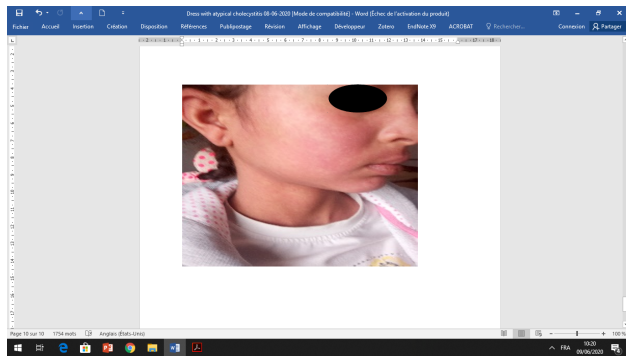 Dress with atypical cholecystitis 08-06-2020 [Mode de compatibilité] - Word (Échec de l'activation du produit)
Fichier Accueil Insertion Création Disposition Références Publipostage Révision Affichage Développeur Zotero EndNote X9 ACROBAT Rechercher... Connexion Partager
Page 10 sur 10 1754 mots Anglais (États-Unis) 100 %
FRA 10:20
09/06/2020